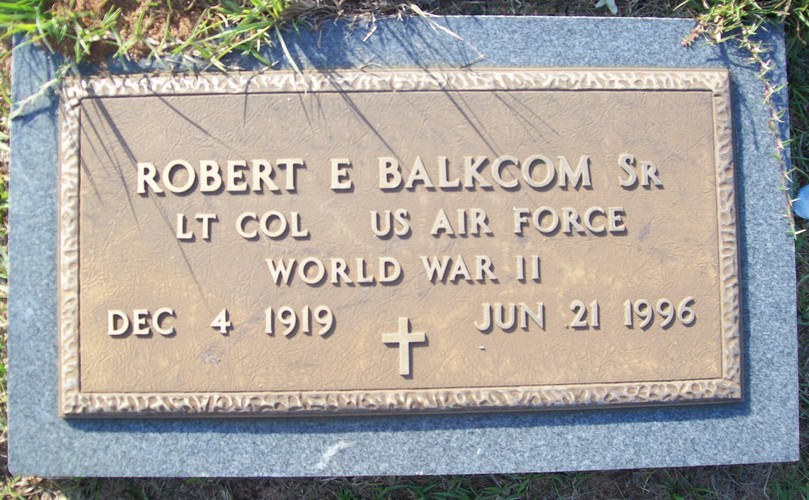 ROBERT E BALKCOM SR
LT COL US AIR FORCE
WORLD WAR II
DEC 4 1919 JUN 21 1996